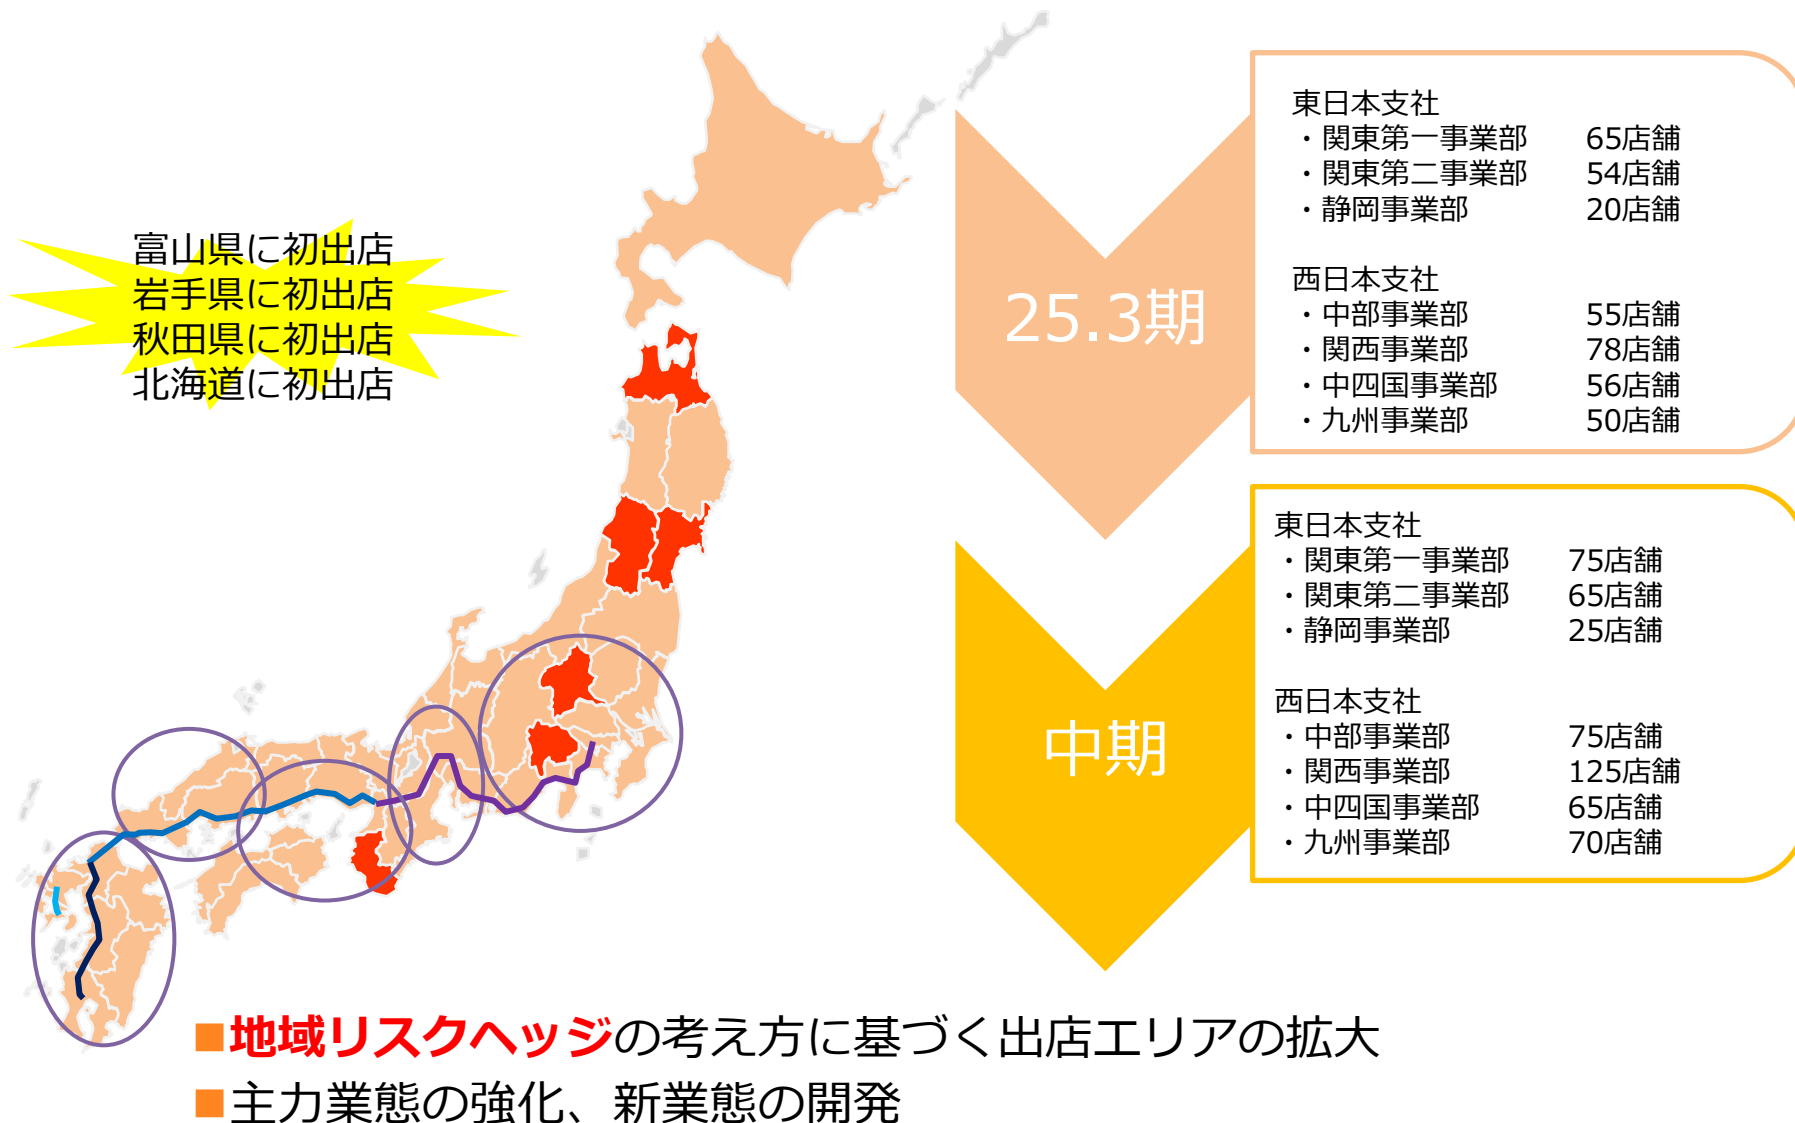 富山県に初出店
岩手県に初出店
秋田県に初出店
北海道に初出店
25.3期
東日本支社
・関東第一事業部 65店舗
・関東第二事業部 54店舗
・静岡事業部 20店舗
西日本支社
・中部事業部 55店舗
・関西事業部 78店舗
・中四国事業部 56店舗
・九州事業部 50店舗
中期
東日本支社
・関東第一事業部 75店舗
・関東第二事業部 65店舗
・静岡事業部 25店舗
西日本支社
・中部事業部 75店舗
・関西事業部 125店舗
・中四国事業部 65店舗
・九州事業部 70店舗
■地域リスクヘッジの考え方に基づく出店エリアの拡大
■主力業態の強化、新業態の開発